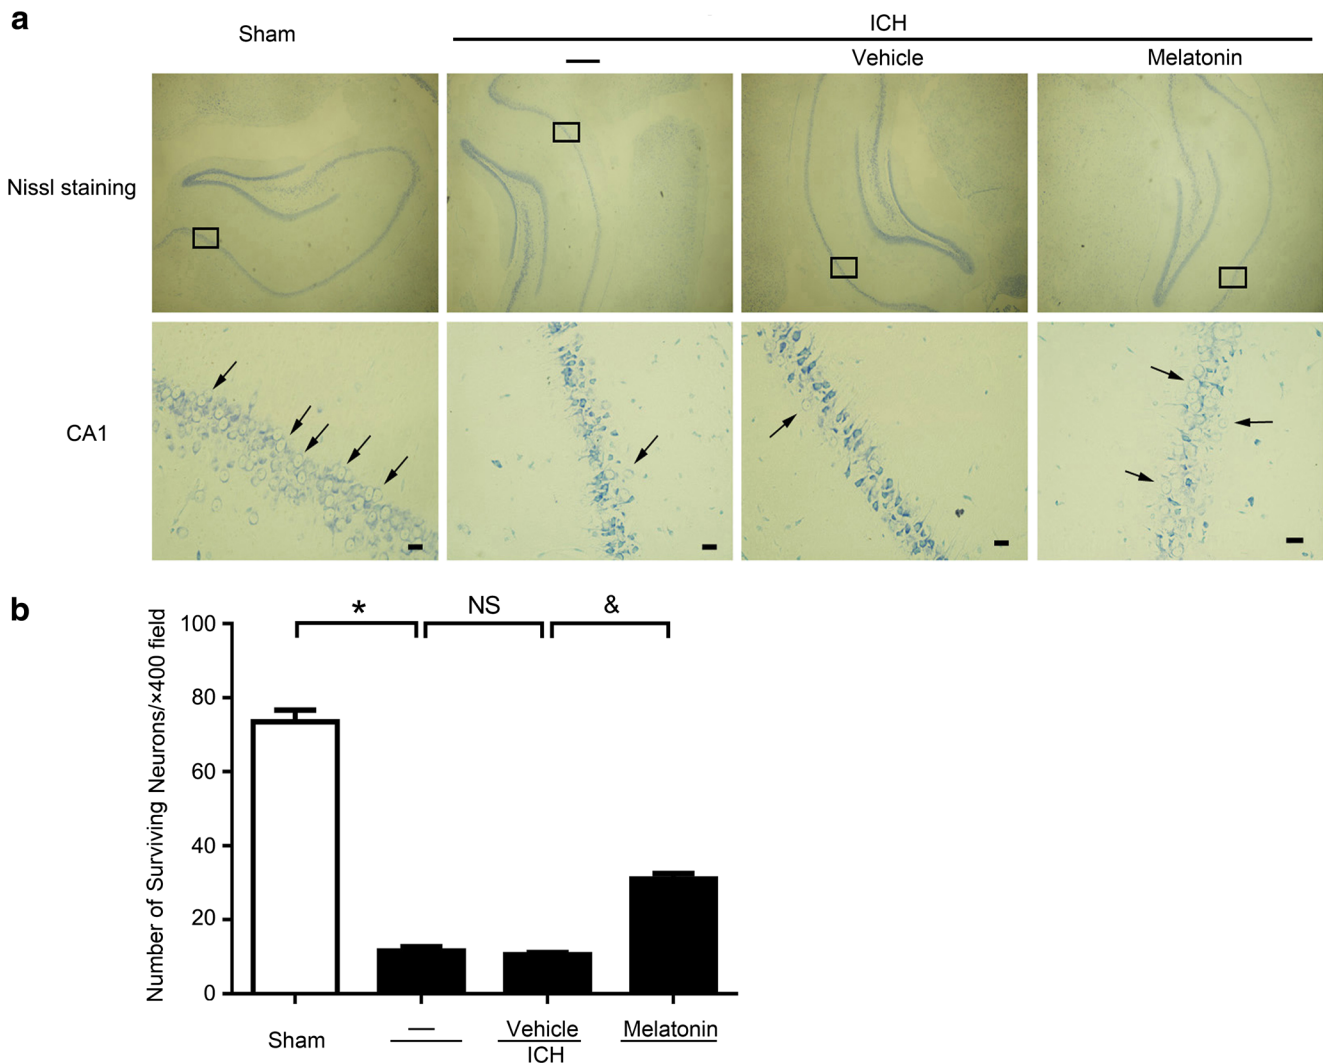 a
Sham
ICH
—
Vehicle
Melatonin
Nissl staining
CA1
b
Number of Surviving Neurons/×400 field
100
80
60
40
20
0
*
NS
&
Sham
—
Vehicle
Melatonin
ICH